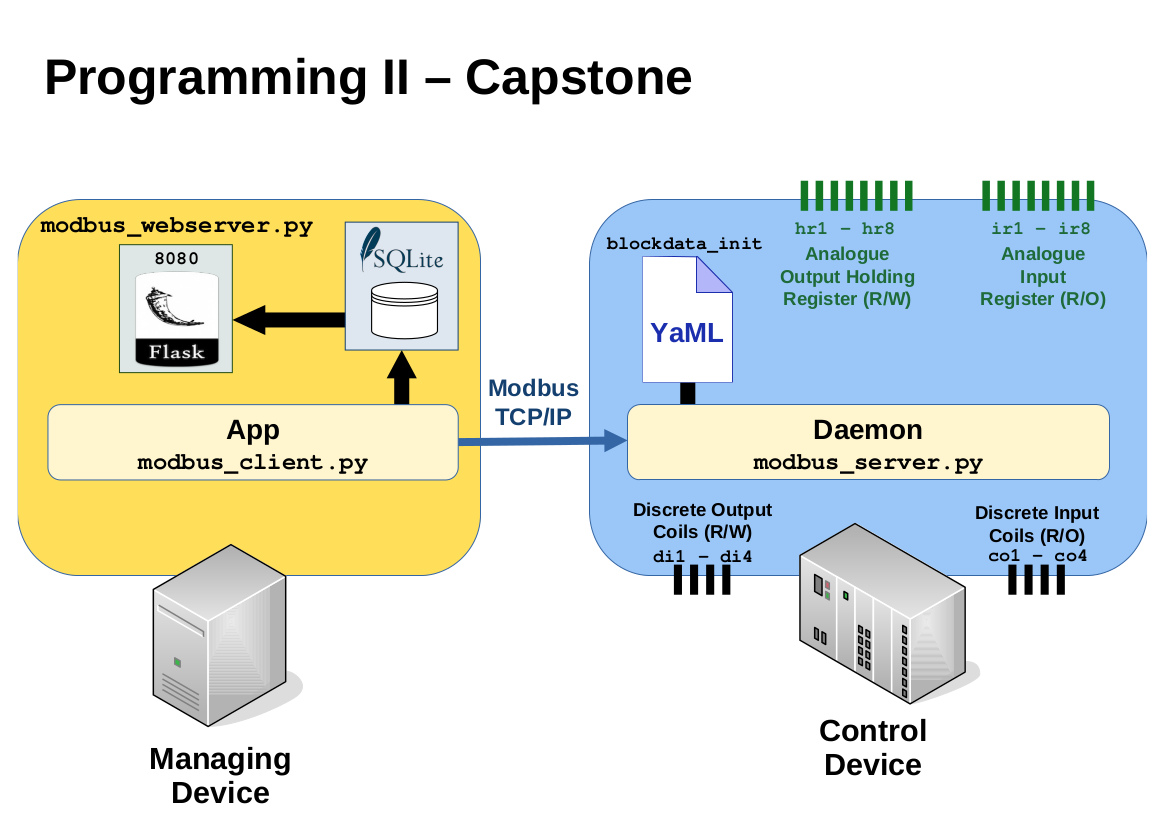 Programming II – Capstone
modbus_webserver.py
8080
Flask
SQLite
App
modbus_client.py
Modbus
TCP/IP
blockdata_init
YaML
hr1 – hr8
Analogue
Output Holding
Register (R/W)
ir1 – ir8
Analogue
Input
Register (R/O)
Daemon
modbus_server.py
Discrete Output
Coils (R/W)
di1 – di4
Discrete Input
Coils (R/O)
co1 – co4
Managing
Device
Control
Device